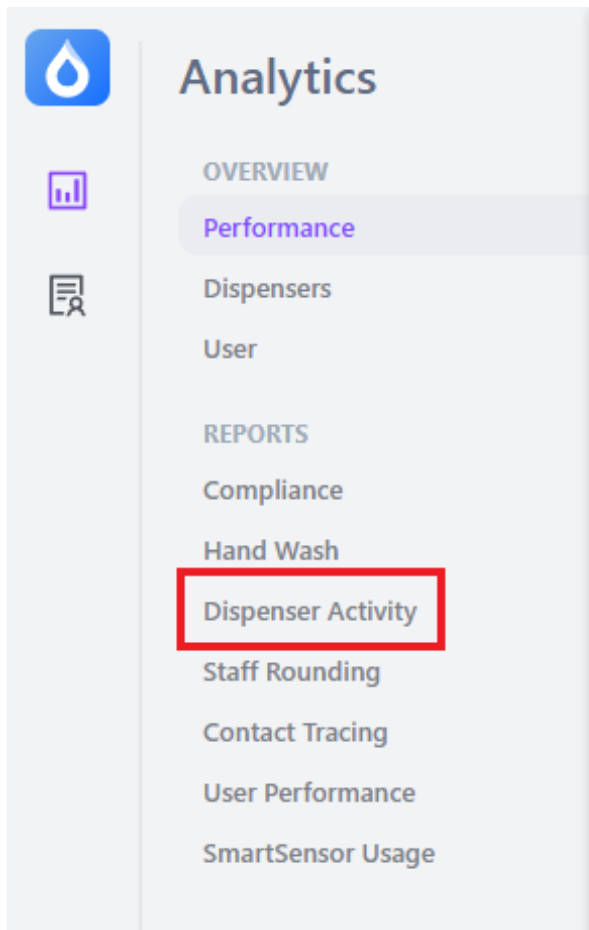 Analytics
OVERVIEW
Performance
Dispensers
User
REPORTS
Compliance
Hand Wash
Dispenser Activity
Staff Rounding
Contact Tracing
User Performance
SmartSensor Usage